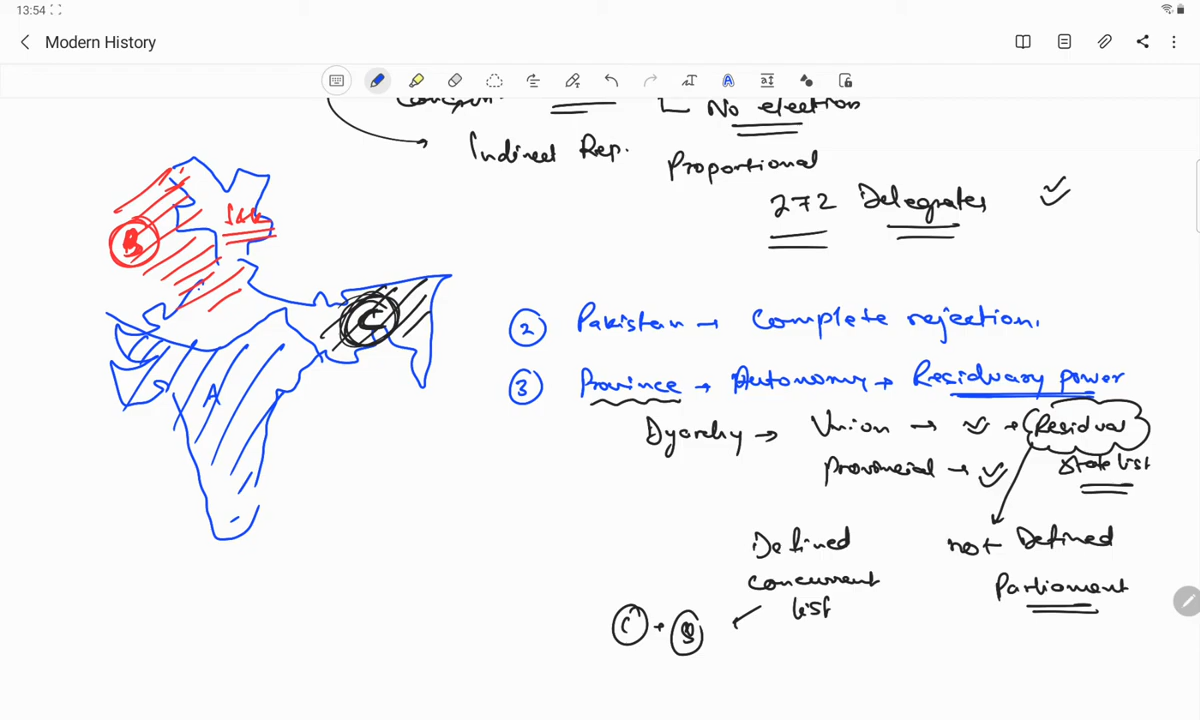 13:54
Modern History
No election
Indirect Rep.
Proportional
272 Delegrates
B
C
S
A
② Pakistan → Complete rejection.
③ Province → Autonomy → Residuary power
Dyarchy → Union → → Residual
Provincial → State list
Defined not Defined
Concurrent Parliament
list
C + S